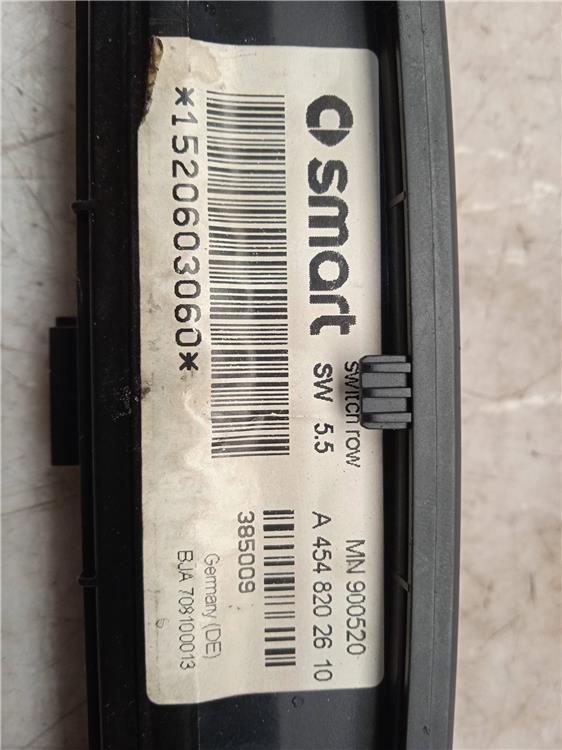 smart
switch row
SW 5.5
MN 900520
A 454 820 26 10
*1520603060*
385009
Germany (DE)
BJA 708100013